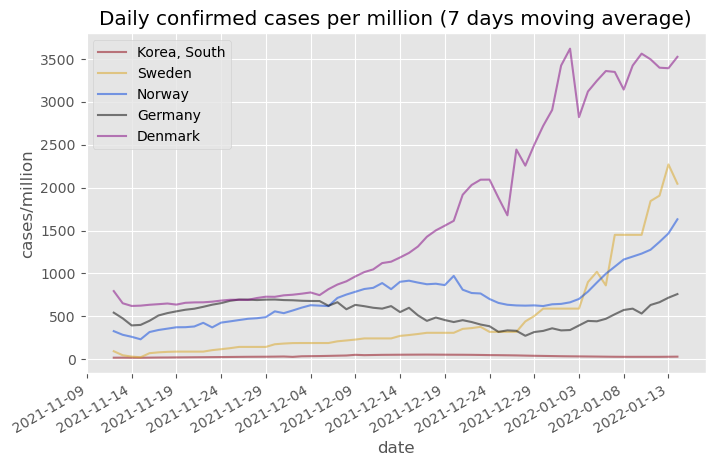 Daily confirmed cases per million (7 days moving average)
Korea, South
Sweden
Norway
Germany
Denmark
3500
3000
2500
2000
1500
1000
500
0
cases/million
2021-11-09
2021-11-14
2021-11-19
2021-11-24
2021-11-29
2021-12-04
2021-12-09
2021-12-14
2021-12-19
2021-12-24
2021-12-29
2022-01-03
2022-01-08
2022-01-13
date